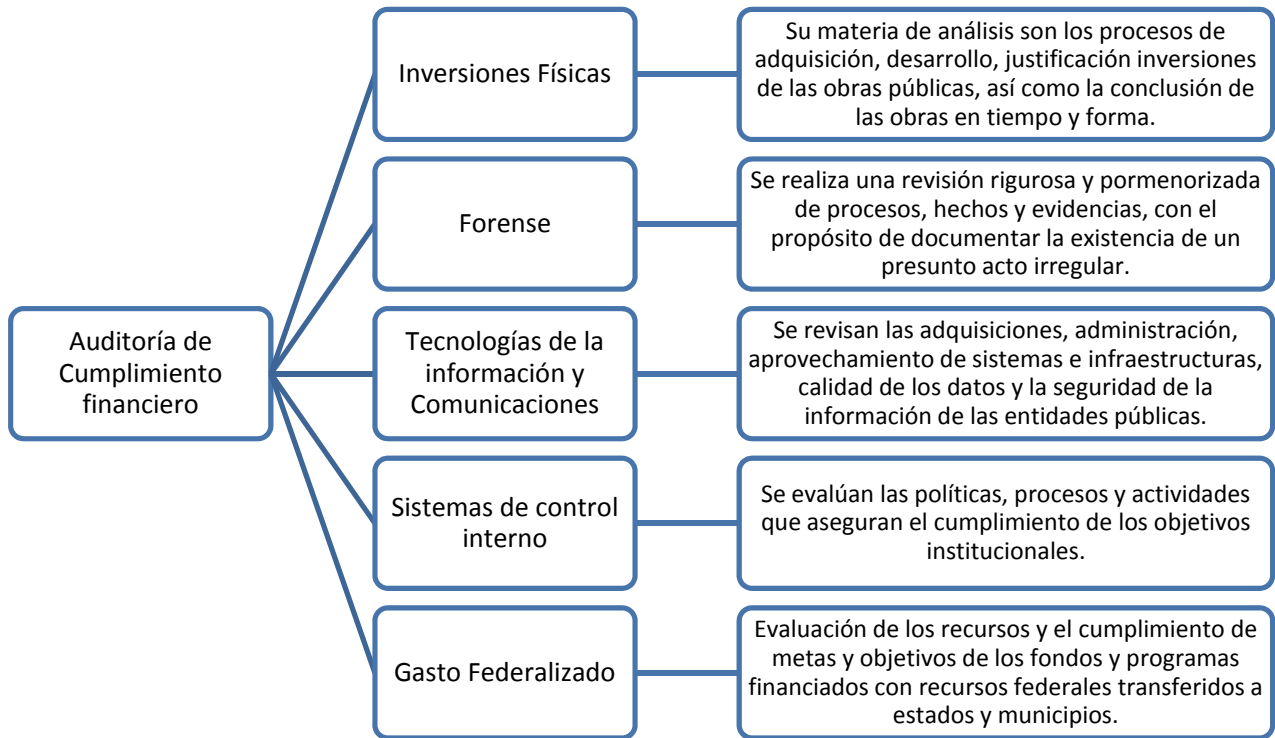 Auditoría de
Cumplimiento
financiero
Inversiones Físicas
Su materia de análisis son los procesos de
adquisición, desarrollo, justificación inversiones
de las obras públicas, así como la conclusión de
las obras en tiempo y forma.
Forense
Se realiza una revisión rigurosa y pormenorizada
de procesos, hechos y evidencias, con el
propósito de documentar la existencia de un
presunto acto irregular.
Tecnologías de la
información y
Comunicaciones
Se revisan las adquisiciones, administración,
aprovechamiento de sistemas e infraestructuras,
calidad de los datos y la seguridad de la
información de las entidades públicas.
Sistemas de control
interno
Se evalúan las políticas, procesos y actividades
que aseguran el cumplimiento de los objetivos
institucionales.
Gasto Federalizado
Evaluación de los recursos y el cumplimiento de
metas y objetivos de los fondos y programas
financiados con recursos federales transferidos a
estados y municipios.